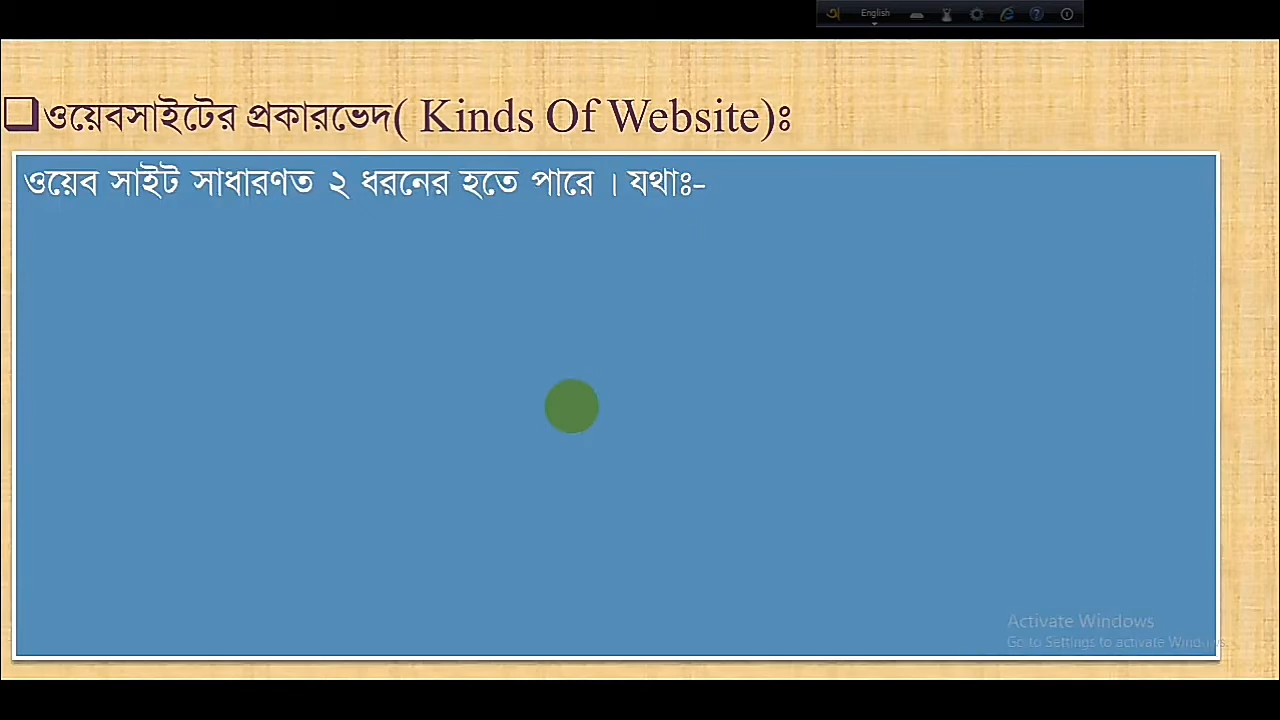 English
ওয়েবসাইটের প্রকারভেদ( Kinds Of Website)ঃ
ওয়েব সাইট সাধারণত ২ ধরনের হতে পারে । যথাঃ-
Activate Windows
Go to Settings to activate Windows.